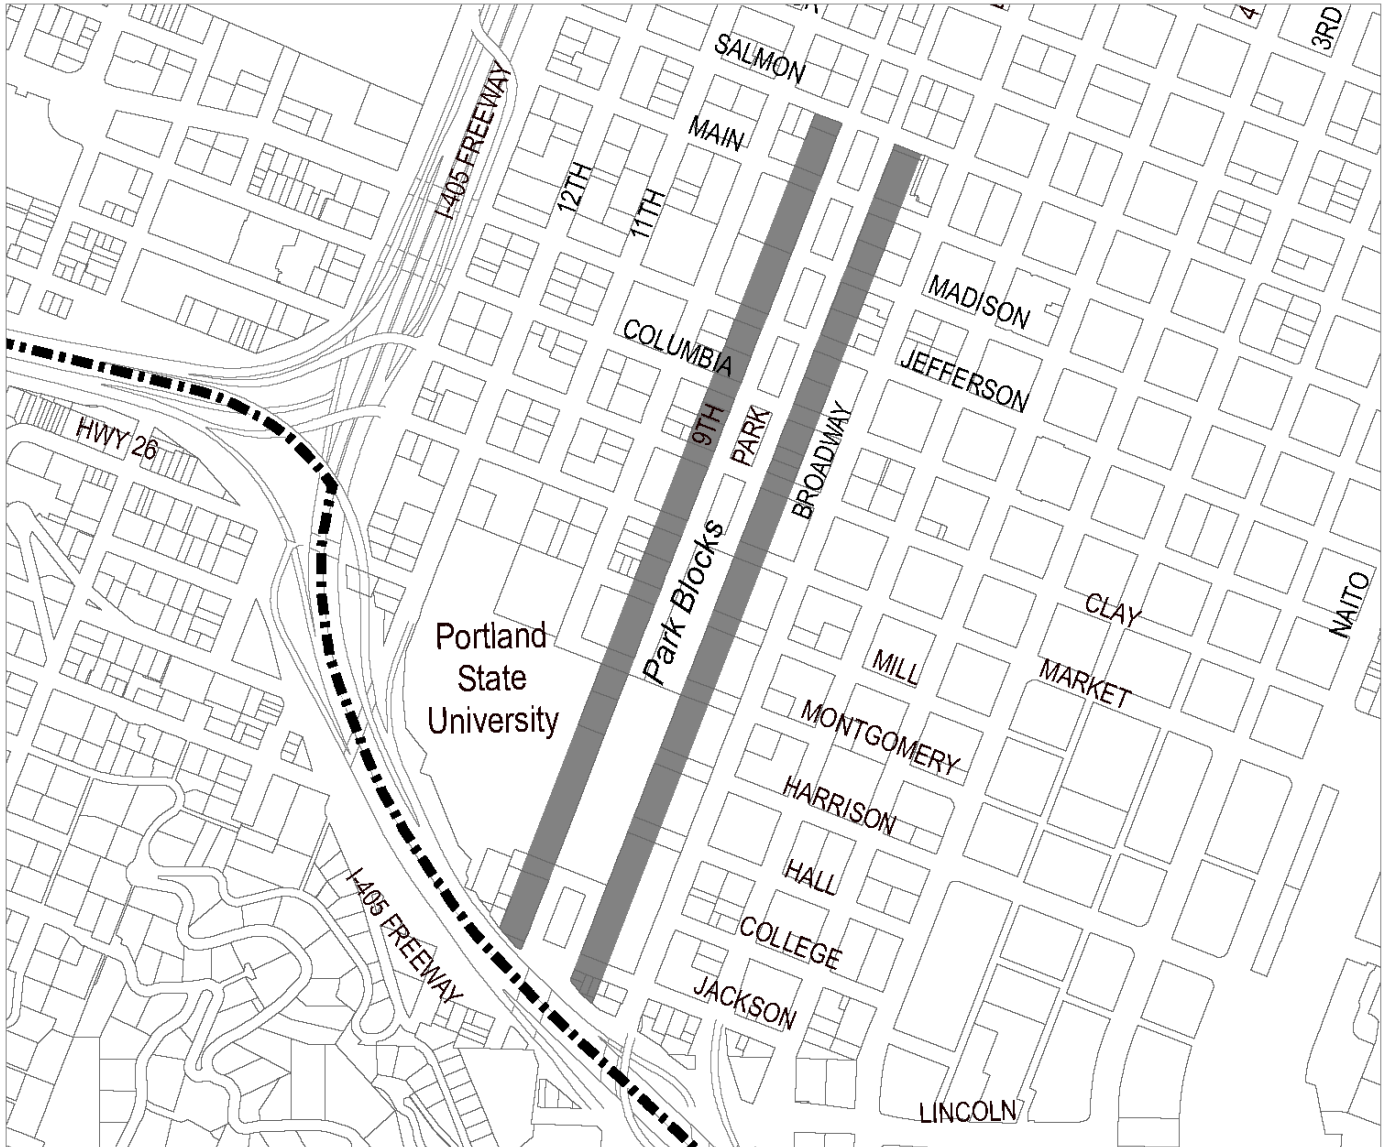 4
3RD
SALMON
I-405 FREEWAY
MAIN
12TH
11TH
MADISON
COLUMBIA
JEFFERSON
9TH
PARK
BROADWAY
HWY 26
Park Blocks
NAITO
CLAY
Portland
State
University
MILL
MARKET
MONTGOMERY
HARRISON
HALL
I-405 FREEWAY
COLLEGE
JACKSON
LINCOLN